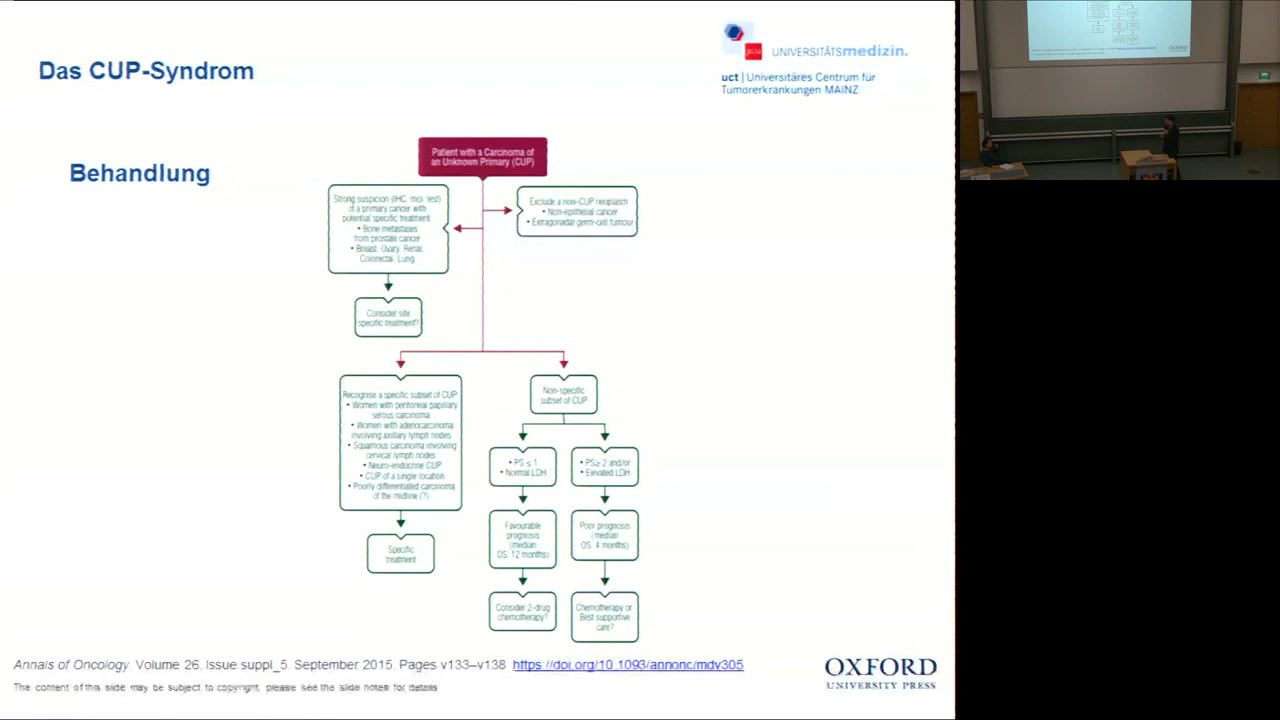 Das CUP-Syndrom
UNIVERSITÄTSmedizin.
uct | Universitäres Centrum für
Tumorerkrankungen MAINZ
Behandlung
Patient with a Carcinoma of
an Unknown Primary (CUP)
Strong suspicion (IHC, mol. test)
of a primary cancer with
potential specific treatment
• Bone metastases
from prostate cancer
• Breast, Ovary, Renal,
Colorectal, Lung
Exclude a non-CUP neoplasm
• Non-epithelial cancer
• Extragonadal germ-cell tumour
Consider site
specific treatment?
Recognise a specific subset of CUP
• Women with peritoneal papillary
serous carcinoma
• Women with adenocarcinoma
involving axillary lymph nodes
• Squamous carcinoma involving
cervical lymph nodes
• Neuro-endocrine CUP
• CUP of a single location
• Poorly differentiated carcinoma
of the midline (?)
Specific
treatment
Non-specific
subset of CUP
• PS ≤ 1
• Normal LDH
• PS≥ 2 and/or
• Elevated LDH
Favourable
prognosis
(median
OS: 12 months)
Poor prognosis
(median
OS: 4 months)
Consider 2-drug
chemotherapy?
Chemotherapy or
Best supportive
care?
Annals of Oncology, Volume 26, Issue suppl_5, September 2015, Pages v133–v138 https://doi.org/10.1093/annonc/mdv305
The content of this slide may be subject to copyright: please see the slide notes for details
OXFORD
UNIVERSITY PRESS